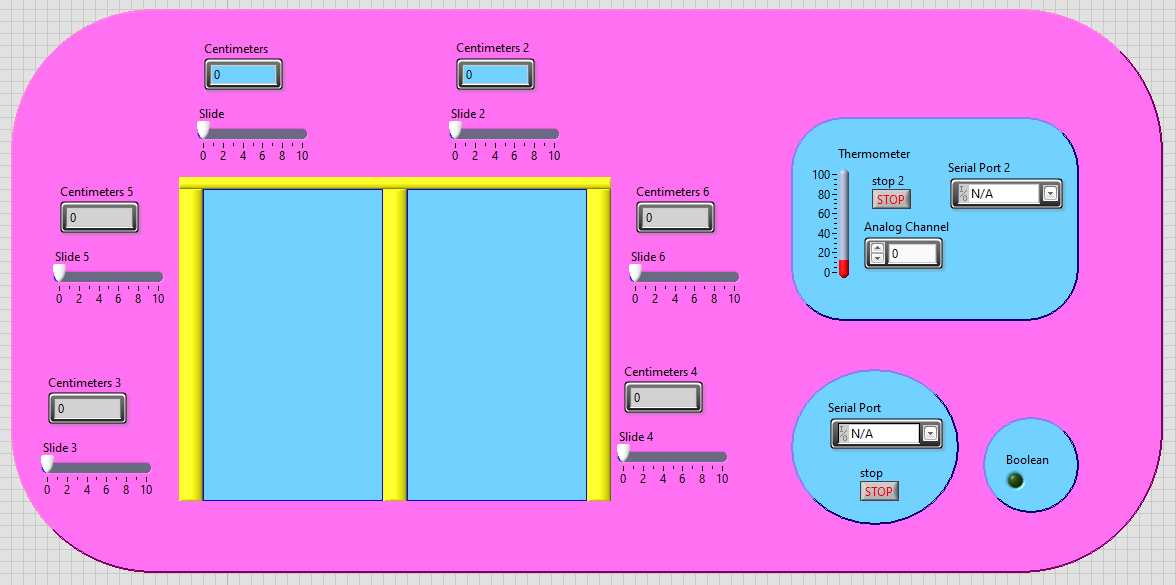 Centimeters
0
Centimeters 2
0
Slide
0 2 4 6 8 10
Slide 2
0 2 4 6 8 10
Centimeters 5
0
Slide 5
0 2 4 6 8 10
Centimeters 6
0
Slide 6
0 2 4 6 8 10
Centimeters 3
0
Slide 3
0 2 4 6 8 10
Centimeters 4
0
Slide 4
0 2 4 6 8 10
Thermometer
100
80
60
40
20
0
stop 2
STOP
Serial Port 2
I/0 N/A
Analog Channel
0
Serial Port
I/0 N/A
stop
STOP
Boolean